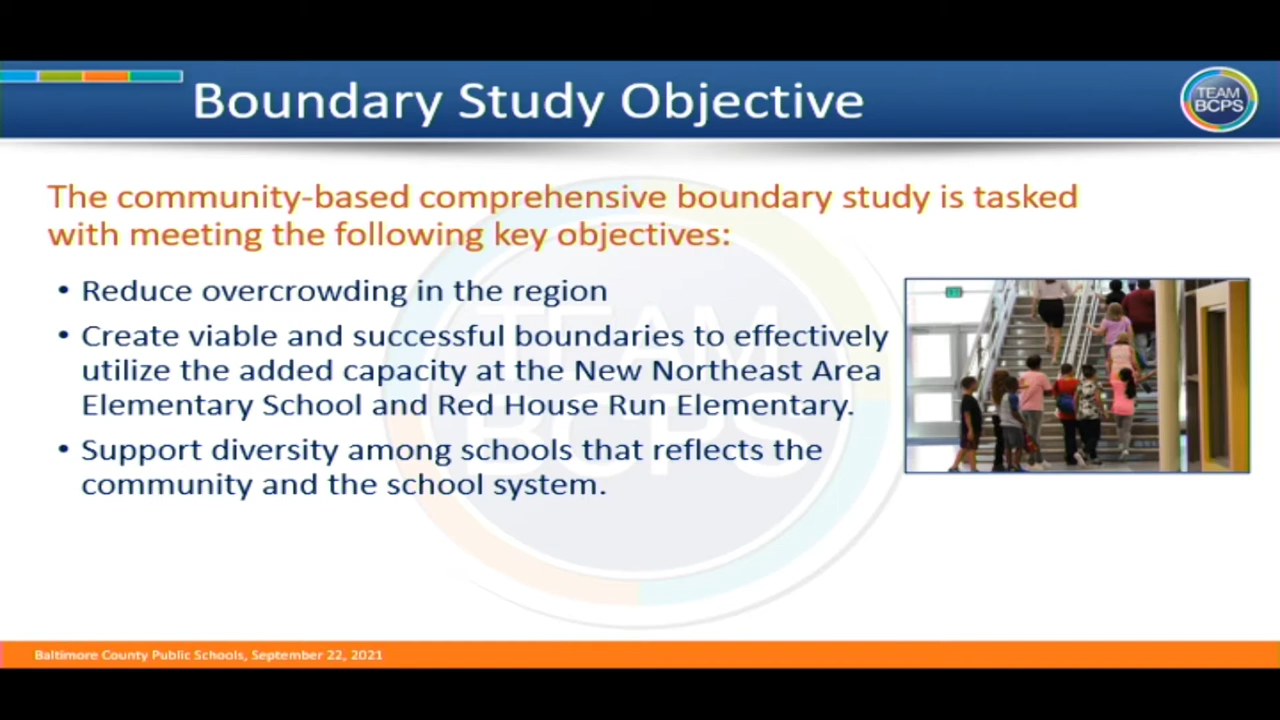 Boundary Study Objective
TEAM
BCPS
The community-based comprehensive boundary study is tasked
with meeting the following key objectives:
• Reduce overcrowding in the region
• Create viable and successful boundaries to effectively
utilize the added capacity at the New Northeast Area
Elementary School and Red House Run Elementary.
• Support diversity among schools that reflects the
community and the school system.
TEAM
BCPS
Baltimore County Public Schools, September 22, 2021